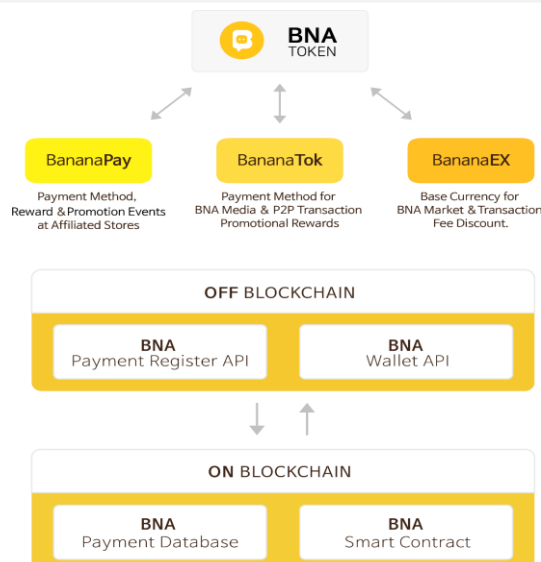 BNA
TOKEN
BananaPay
BananaTok
BananaEX
Payment Method,
Reward & Promotion Events
at Affiliated Stores
Payment Method for
BNA Media & P2P Transaction
Promotional Rewards
Base Currency for
BNA Market & Transaction
Fee Discount.
OFF BLOCKCHAIN
BNA
Payment Register API
BNA
Wallet API
ON BLOCKCHAIN
BNA
Payment Database
BNA
Smart Contract